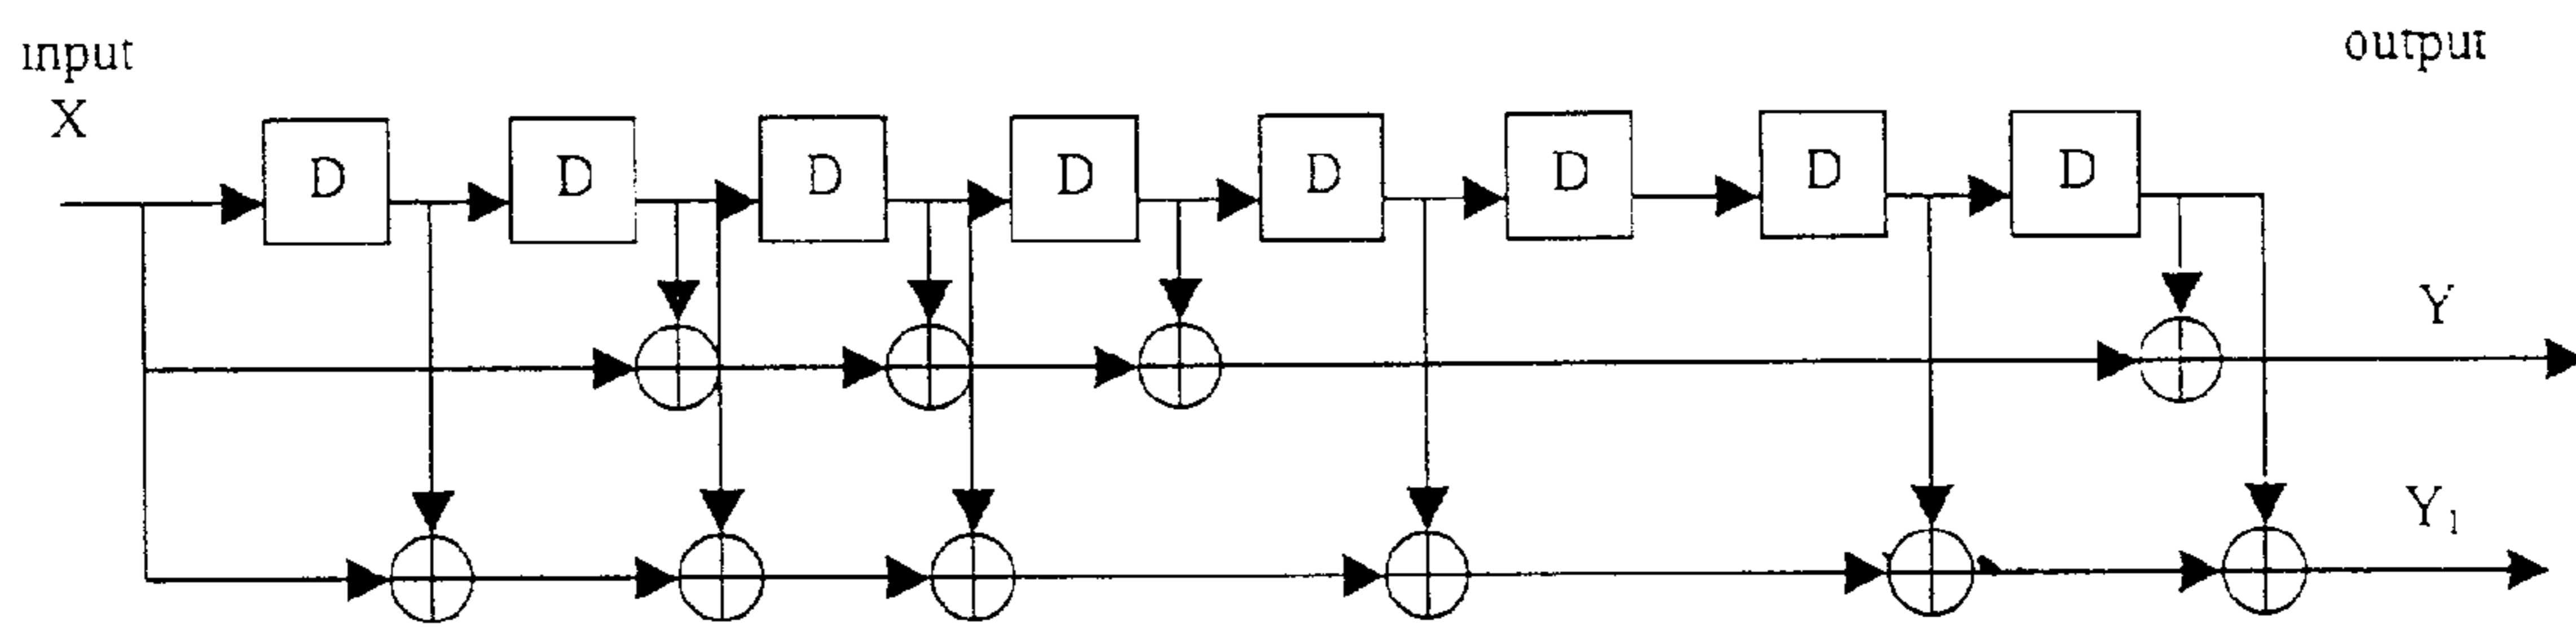 input output
X
D D D D D D D D
Y
Y₁